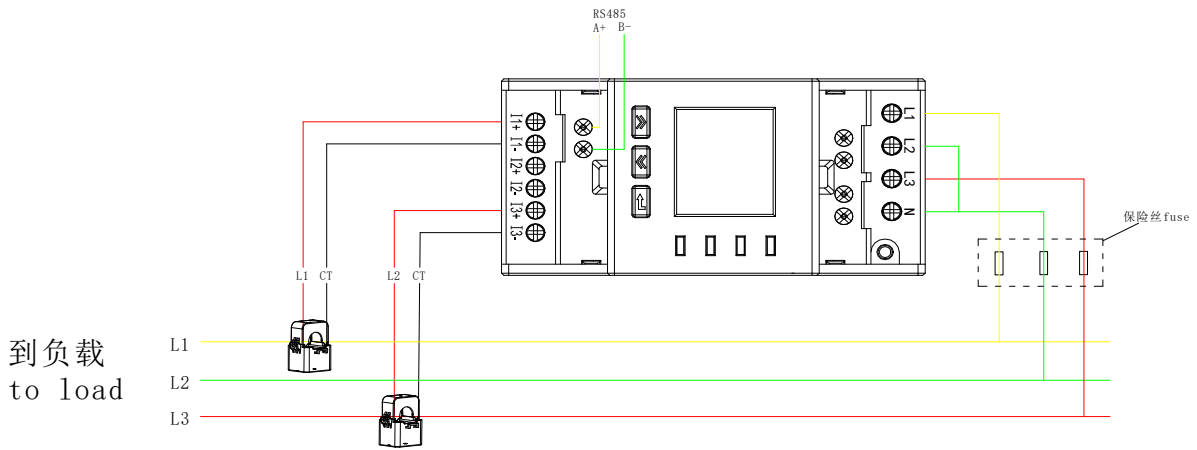 RS485
A+ B-
I1+
I1-
I2+
I2-
I3+
I3-
L1
L2
L3
N
保险丝fuse
L1 CT
L2 CT
到负载
to load
L1
L2
L3